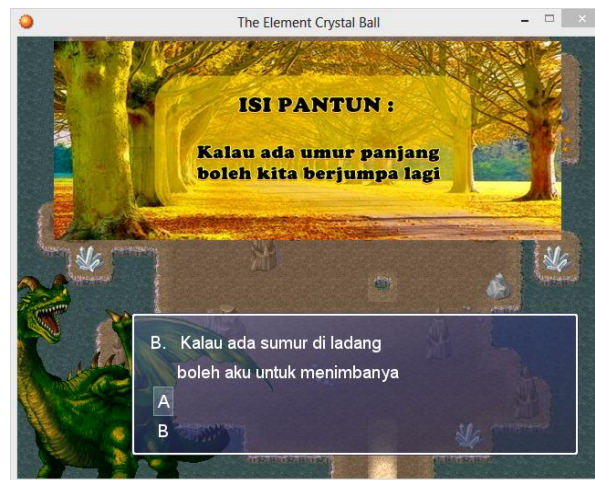 The Element Crystal Ball
ISI PANTUN :
Kalau ada umur panjang
boleh kita berjumpa lagi
B. Kalau ada sumur di ladang
boleh aku untuk menimbanya
A
B